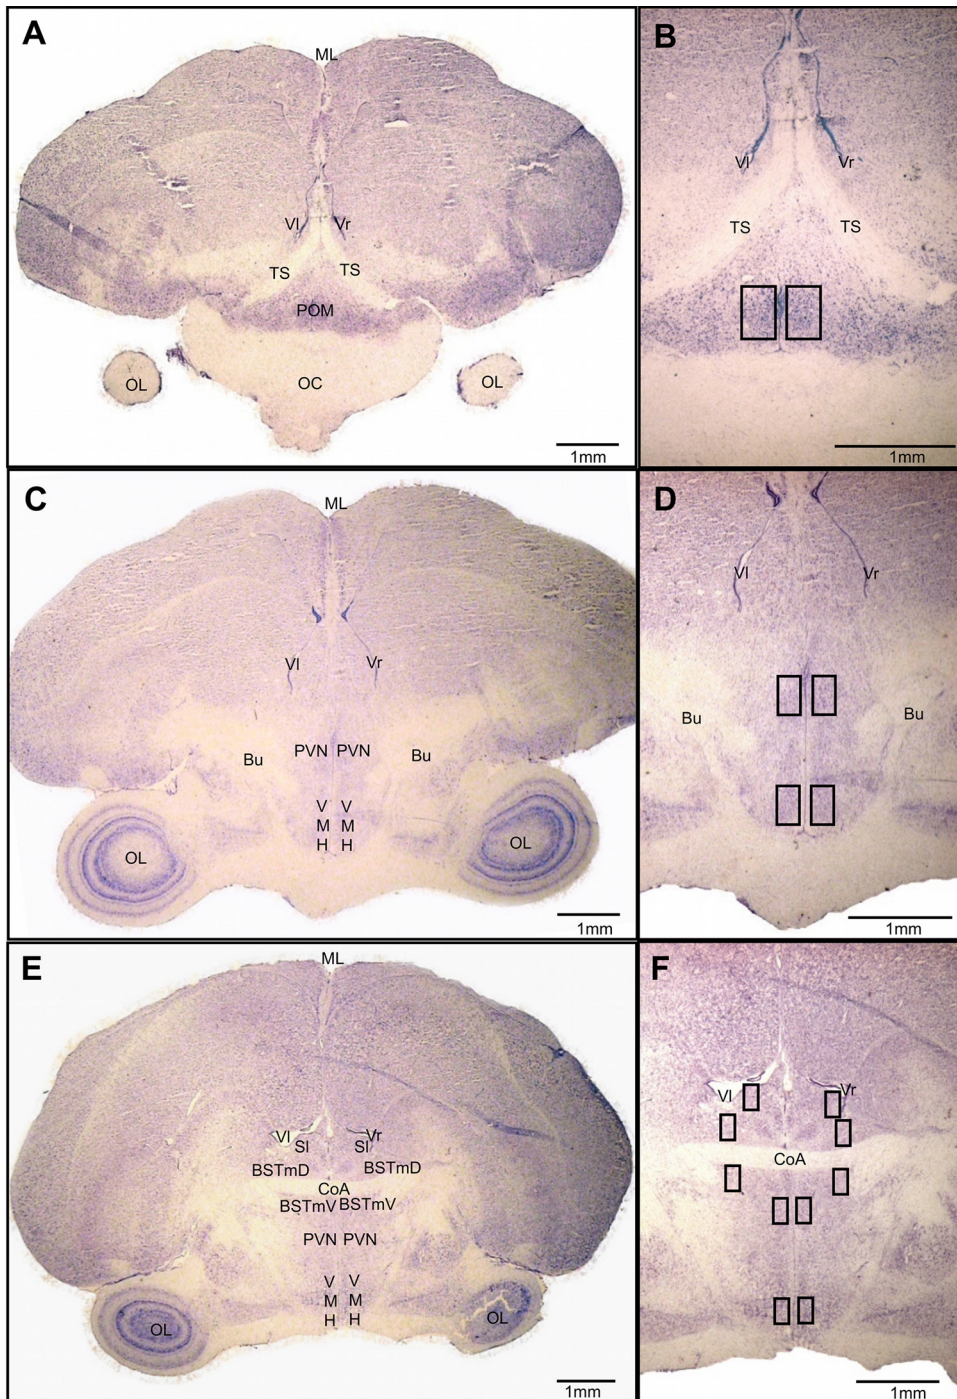 A
ML
Vl
Vr
TS
TS
POM
OL
OC
OL
1mm
B
Vl
Vr
TS
TS
1mm
C
ML
Vl
Vr
PVN
PVN
Bu
Bu
V
V
M
M
H
H
OL
OL
1mm
D
Vl
Vr
Bu
Bu
1mm
E
ML
Vl
Vr
Sl
Sl
BSTmD
BSTmD
CoA
BSTmV
BSTmV
PVN
PVN
V
V
M
M
H
H
OL
OL
1mm
F
Vl
Vr
CoA
1mm